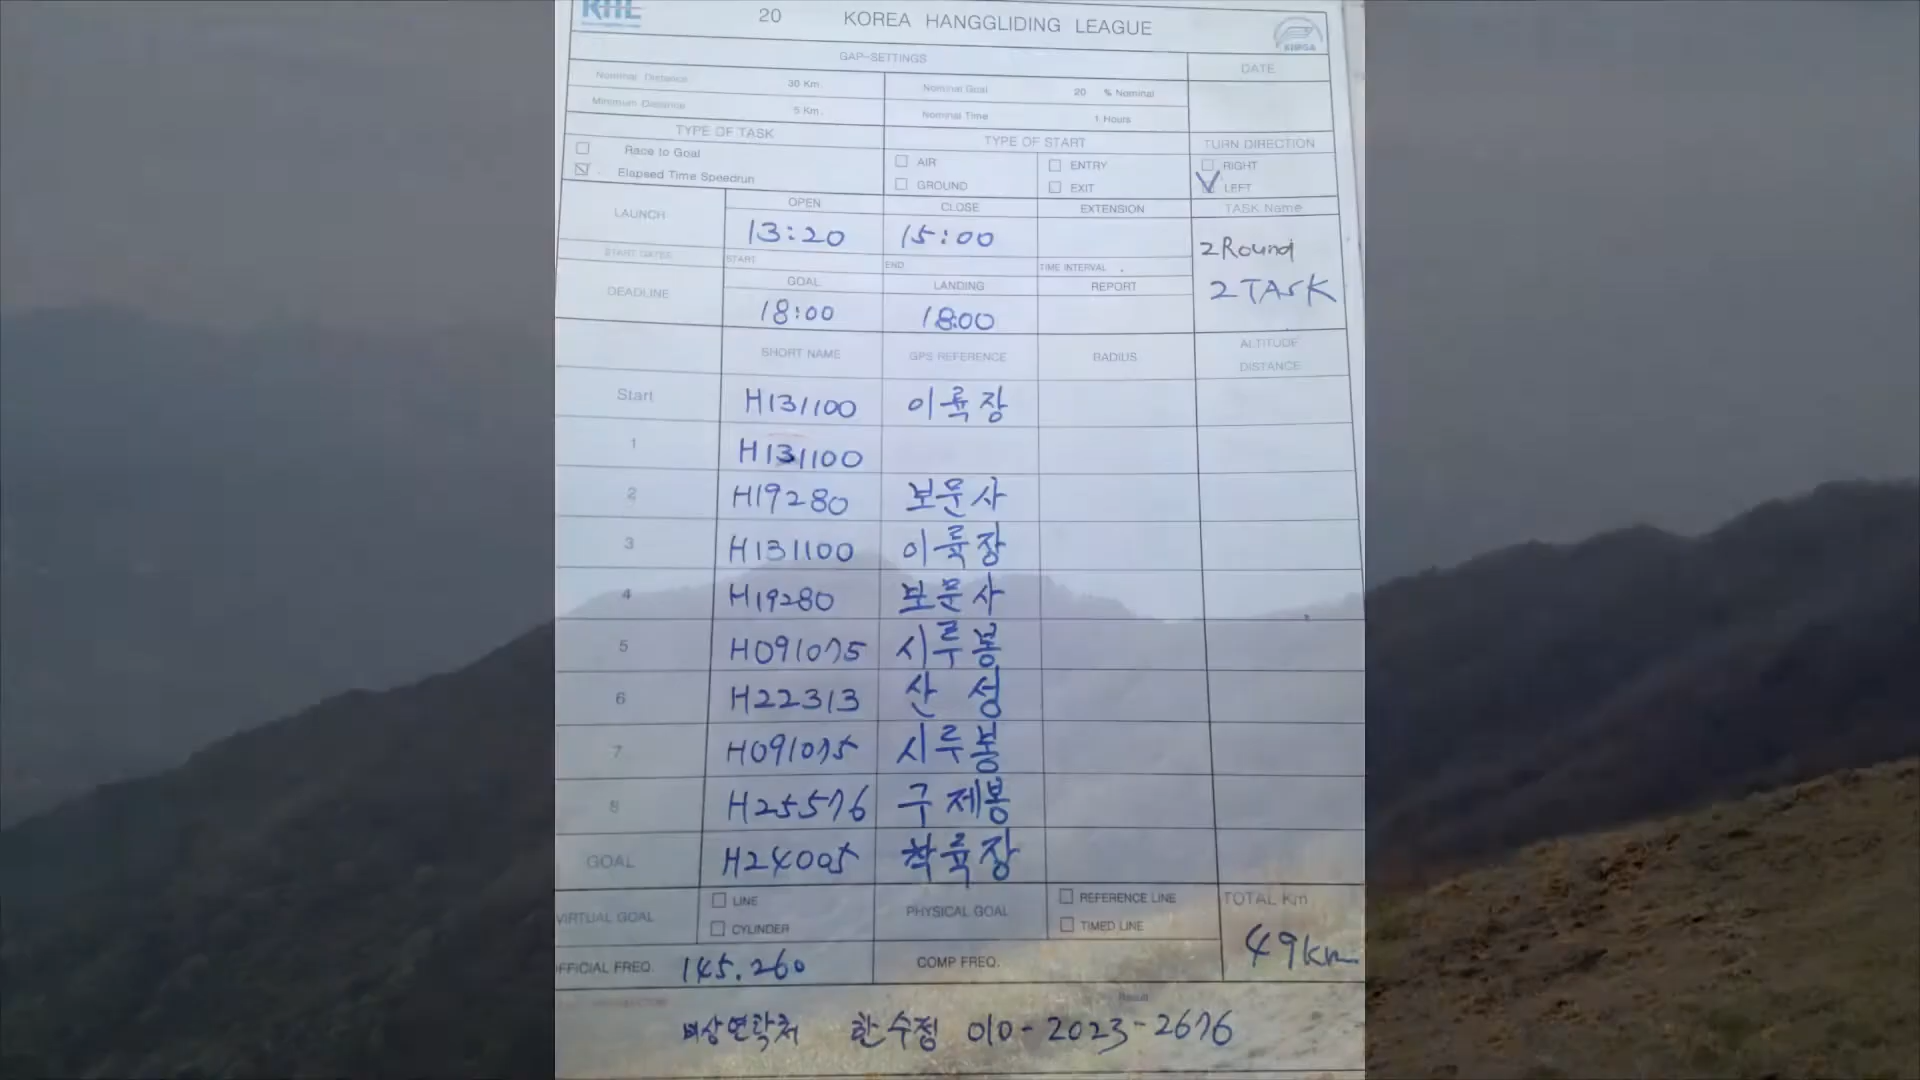 KHL 20 KOREA HANGGLIDING LEAGUE KHPGA
GAP-SETTINGS DATE
Nominal Distance 30 Km Nominal Goal 20 % Nominal
Minimum Distance 5 Km. Nominal Time 1 Hours
TYPE OF TASK TYPE OF START TURN DIRECTION
Race to Goal AIR ENTRY RIGHT
Elapsed Time Speedrun GROUND EXIT LEFT
LAUNCH OPEN CLOSE EXTENSION TASK Name
13:20 15:00 2 Round
START GATES START END TIME INTERVAL
DEADLINE GOAL LANDING REPORT 2 TASK
18:00 18:00
SHORT NAME GPS REFERENCE RADIUS ALTITUDE
DISTANCE
Start H131100 이륙장
1 H131100
2 H19280 보문사
3 H131100 이륙장
4 H19280 보문사
5 H091075 시루봉
6 H22313 산 성
7 H091075 시루봉
8 H25576 구제봉
GOAL H24005 착륙장
VIRTUAL GOAL LINE PHYSICAL GOAL REFERENCE LINE TOTAL Km
CYLINDER TIMED LINE 49km
OFFICIAL FREQ. 145.260 COMP FREQ.
비상연락처 한수정 010-2023-2676